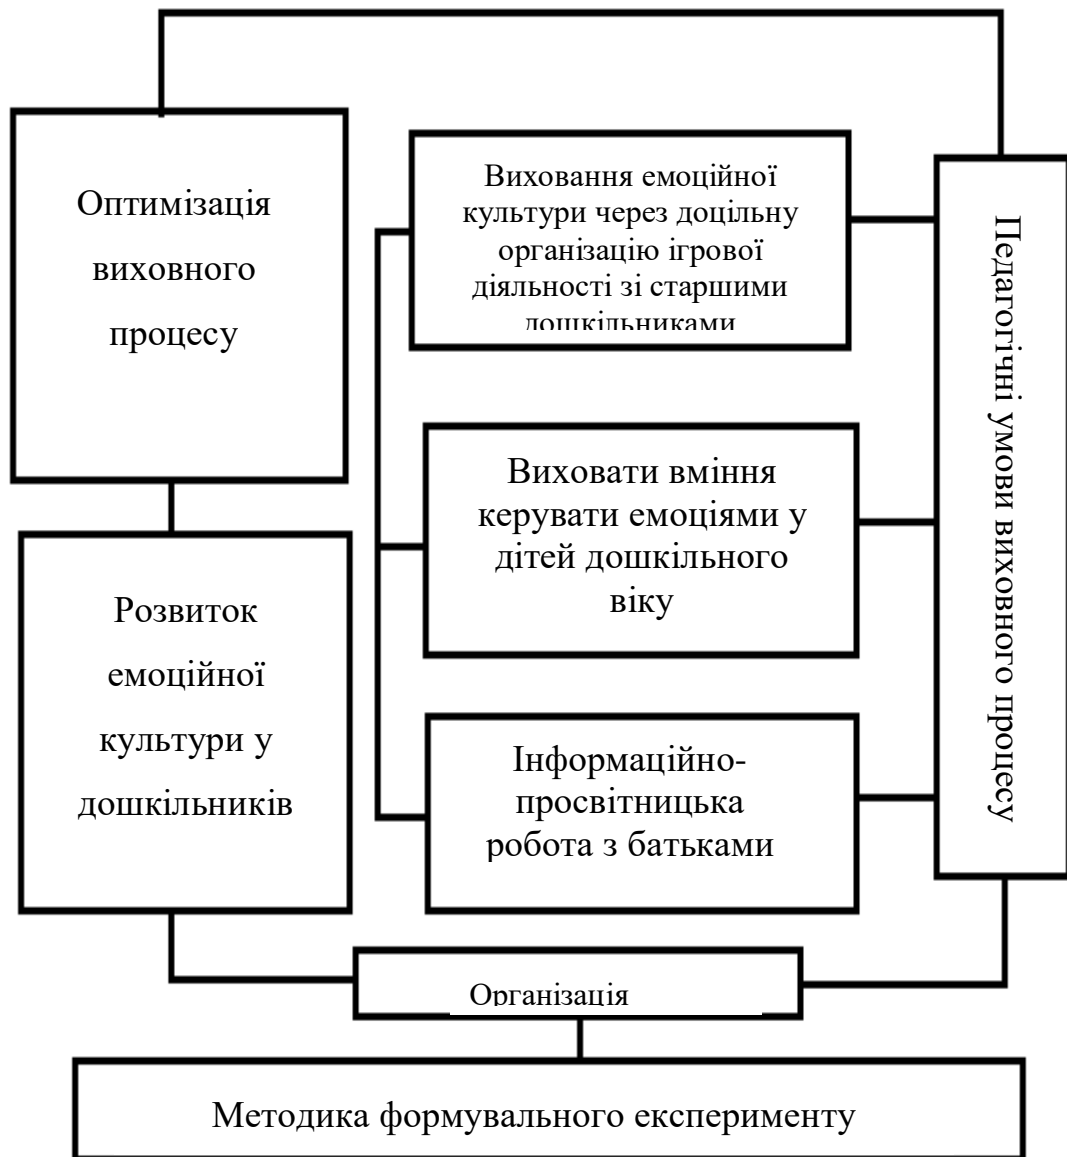 Оптимізація
виховного
процесу
Розвиток
емоційної
культури у
дошкільників
Виховання емоційної
культури через доцільну
організацію ігрової
діяльності зі старшими
дошкільниками
Виховати вміння
керувати емоціями у
дітей дошкільного
віку
Інформаційно-
просвітницька
робота з батьками
Педагогічні умови виховного процесу
Організація
Методика формувального експерименту